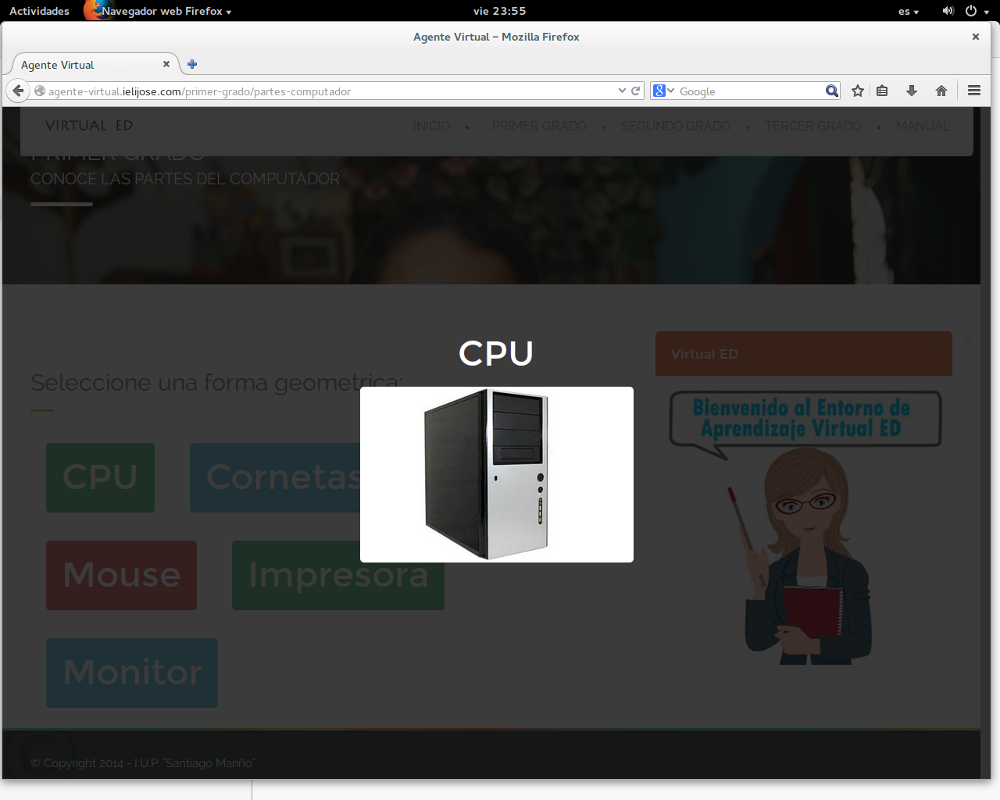 Actividades
Navegador web Firefox
vie 23:55
es
Agente Virtual – Mozilla Firefox
Agente Virtual
agente-virtual.ielijose.com/primer-grado/partes-computador
Google
VIRTUAL ED
INICIO
PRIMER GRADO
SEGUNDO GRADO
TERCER GRADO
MANUAL
PRIMER GRADO
CONOCE LAS PARTES DEL COMPUTADOR
CPU
Virtual ED
Seleccione una forma geometrica:
Bienvenido al Entorno de
Aprendizaje Virtual ED
CPU
Cornetas
Mouse
Impresora
Monitor
© Copyright 2014 - I.U.P. "Santiago Mariño"